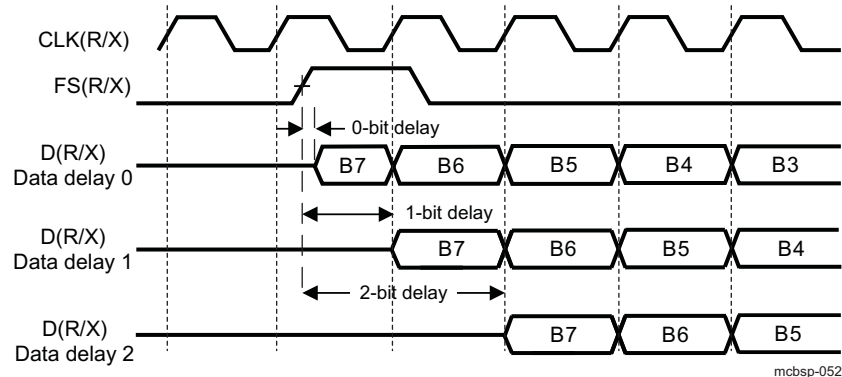 CLK(R/X)
FS(R/X)
0-bit delay
D(R/X)
Data delay 0
B7 B6 B5 B4 B3
1-bit delay
D(R/X)
Data delay 1
B7 B6 B5 B4
2-bit delay
D(R/X)
Data delay 2
B7 B6 B5
mcbsp-052